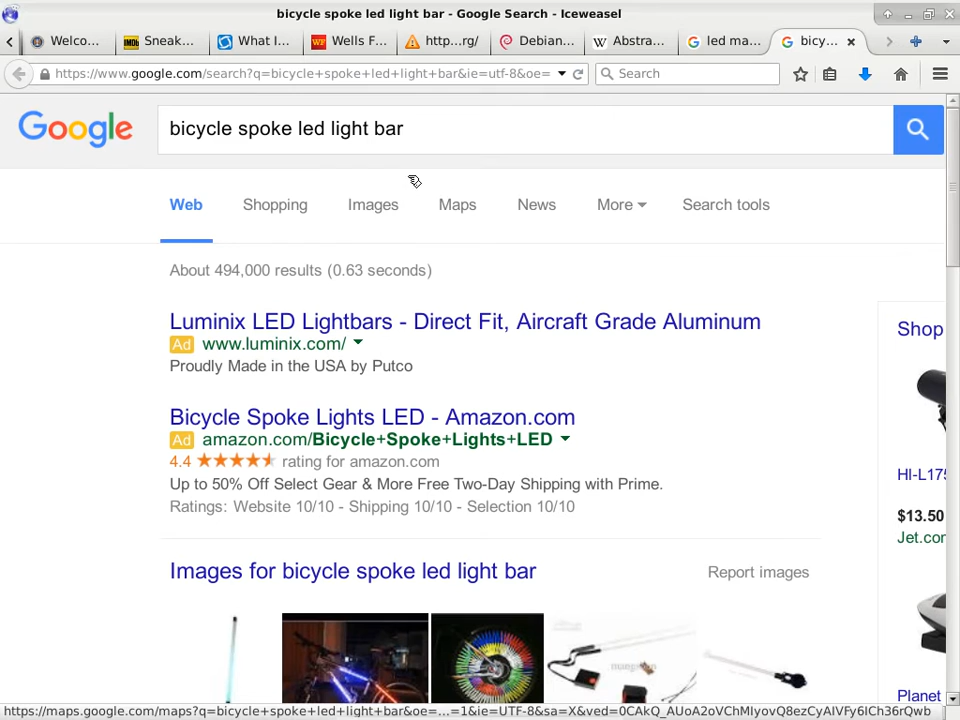 bicycle spoke led light bar - Google Search - Iceweasel
Welco... Sneak... What I... Wells F... http...rg/ Debian... Abstra... led ma... bicy...
https://www.google.com/search?q=bicycle+spoke+led+light+bar&ie=utf-8&oe= Search
Google bicycle spoke led light bar
Web Shopping Images Maps News More Search tools
About 494,000 results (0.63 seconds)
Luminix LED Lightbars - Direct Fit, Aircraft Grade Aluminum
Ad www.luminix.com/
Proudly Made in the USA by Putco
Bicycle Spoke Lights LED - Amazon.com
Ad amazon.com/Bicycle+Spoke+Lights+LED
4.4 rating for amazon.com
Up to 50% Off Select Gear & More Free Two-Day Shipping with Prime.
Ratings: Website 10/10 - Shipping 10/10 - Selection 10/10
Images for bicycle spoke led light bar Report images
Shop
HI-L175
$13.50
Jet.com
Planet
https://maps.google.com/maps?q=bicycle+spoke+led+light+bar&oe=...=1&ie=UTF-8&sa=X&ved=0CAkQ_AUoA2oVChMIyovQ8ezCyAIVFy6ICh36rQwb